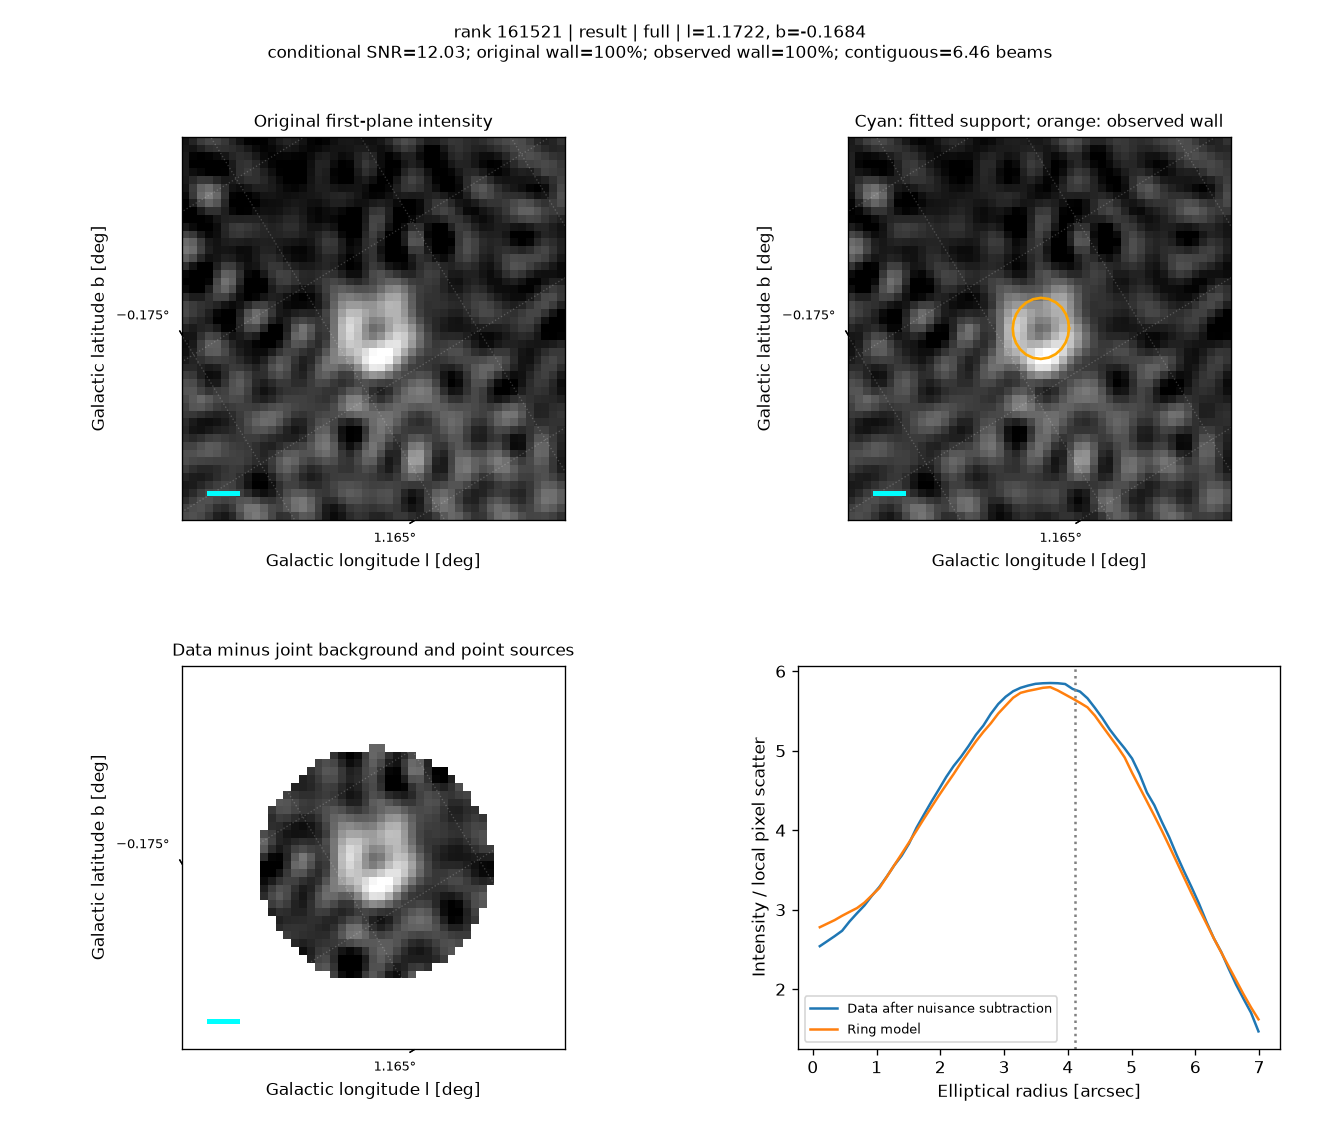 rank 161521 | result | full | l=1.1722, b=-0.1684
conditional SNR=12.03; original wall=100%; observed wall=100%; contiguous=6.46 beams
Original first-plane intensity
Galactic latitude b [deg]
−0.175°
1.165°
Galactic longitude l [deg]
Cyan: fitted support; orange: observed wall
Galactic latitude b [deg]
−0.175°
1.165°
Galactic longitude l [deg]
Data minus joint background and point sources
Galactic latitude b [deg]
−0.175°
1.165°
Galactic longitude l [deg]
Intensity / local pixel scatter
6
5
4
3
2
Data after nuisance subtraction
Ring model
0 1 2 3 4 5 6 7
Elliptical radius [arcsec]